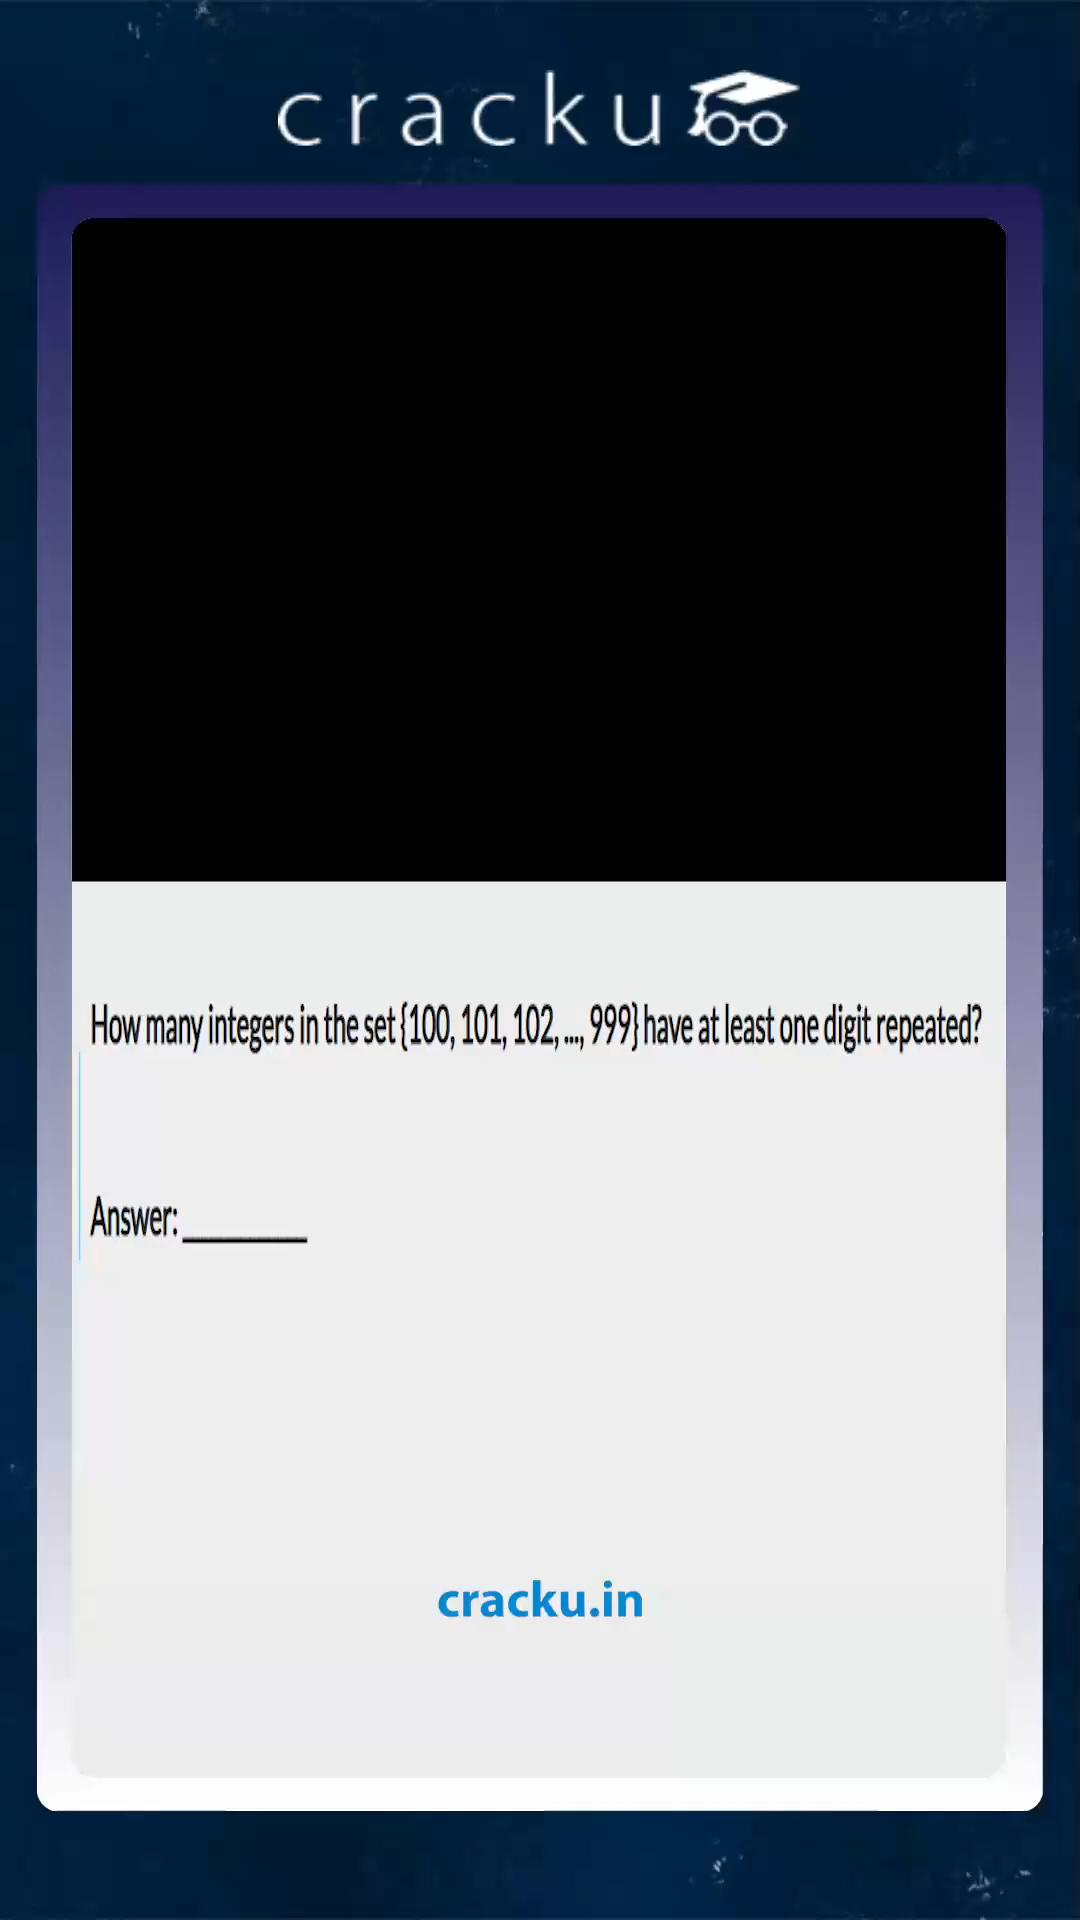 cracku
How many integers in the set {100, 101, 102, ..., 999} have at least one digit repeated?
Answer: __________
cracku.in